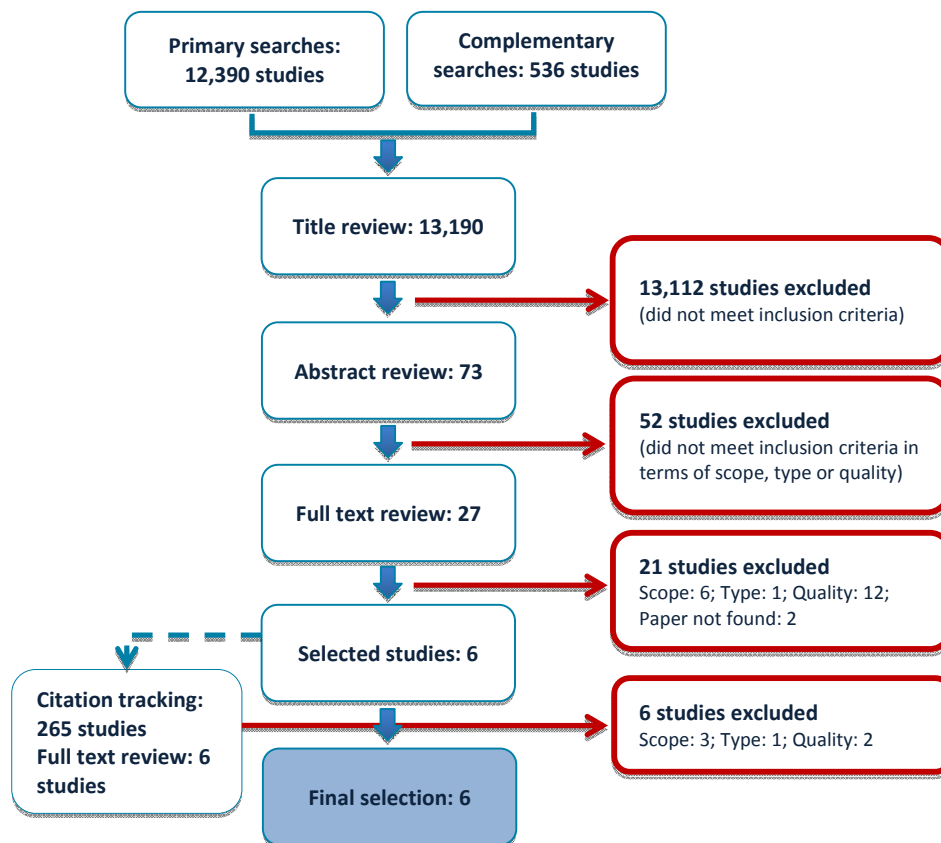 Primary searches:
12,390 studies
Complementary
searches: 536 studies
Title review: 13,190
13,112 studies excluded
(did not meet inclusion criteria)
Abstract review: 73
52 studies excluded
(did not meet inclusion criteria in
terms of scope, type or quality)
Full text review: 27
21 studies excluded
Scope: 6; Type: 1; Quality: 12;
Paper not found: 2
Selected studies: 6
Citation tracking:
265 studies
Full text review: 6
studies
6 studies excluded
Scope: 3; Type: 1; Quality: 2
Final selection: 6